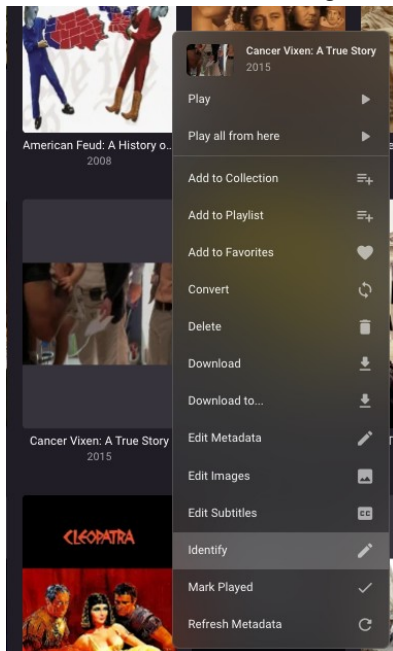 Cancer Vixen: A True Story
2015
Play
Play all from here
American Feud: A History o..
2008
Add to Collection
Add to Playlist
Add to Favorites
Convert
Delete
Download
Download to...
Cancer Vixen: A True Story
2015
Edit Metadata
Edit Images
Edit Subtitles
CC
CLEOPATRA
Identify
Mark Played
Refresh Metadata